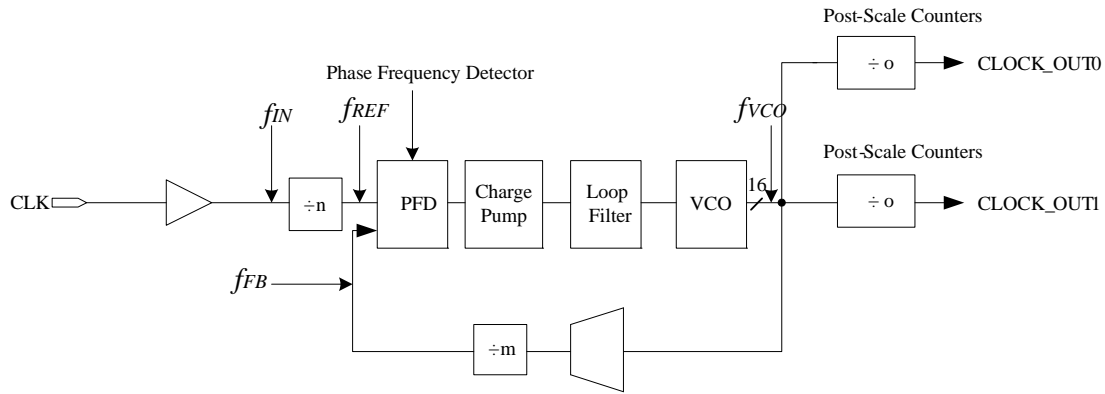 Post-Scale Counters
÷ o
CLOCK_OUT0
Phase Frequency Detector
fIN
fREF
fVCO
Post-Scale Counters
CLK
÷n
PFD
Charge
Pump
Loop
Filter
VCO
16
÷ o
CLOCK_OUT1
fFB
÷m